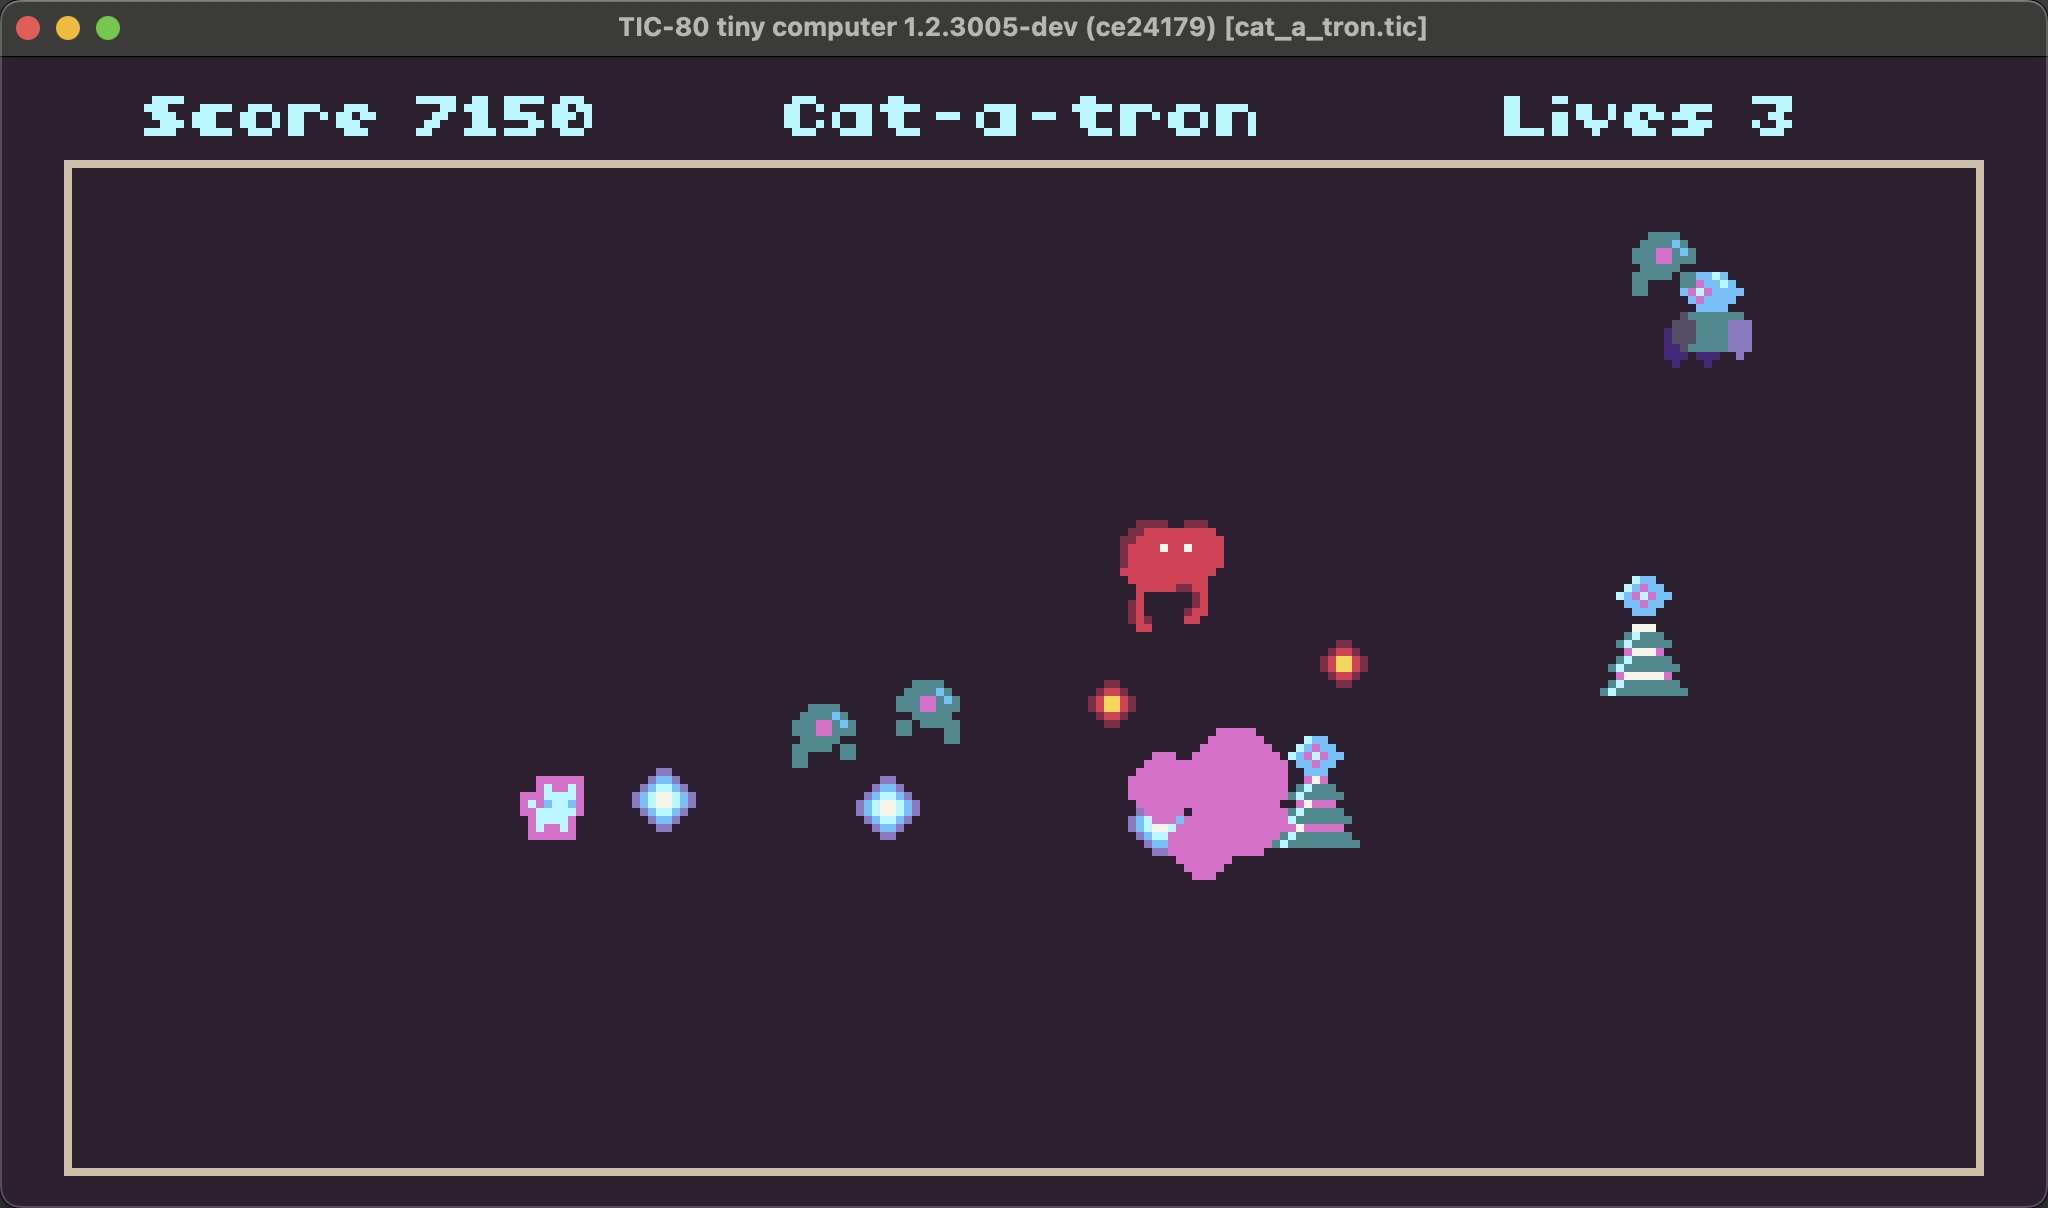 TIC-80 tiny computer 1.2.3005-dev (ce24179) [cat_a_tron.tic]
Score 7150 Cat-a-tron Lives 3